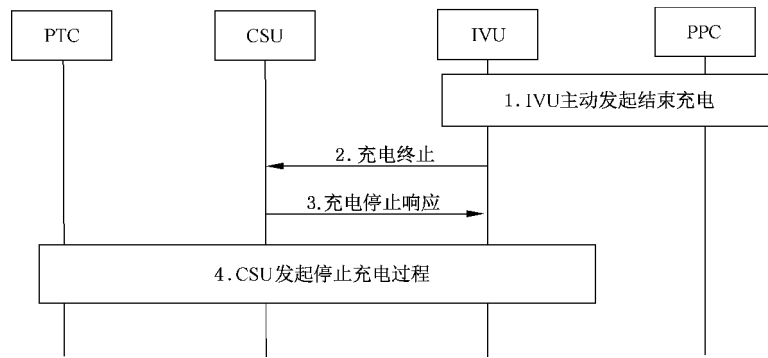 PTC
CSU
IVU
PPC
1.IVU主动发起结束充电
2.充电终止
3.充电停止响应
4.CSU发起停止充电过程